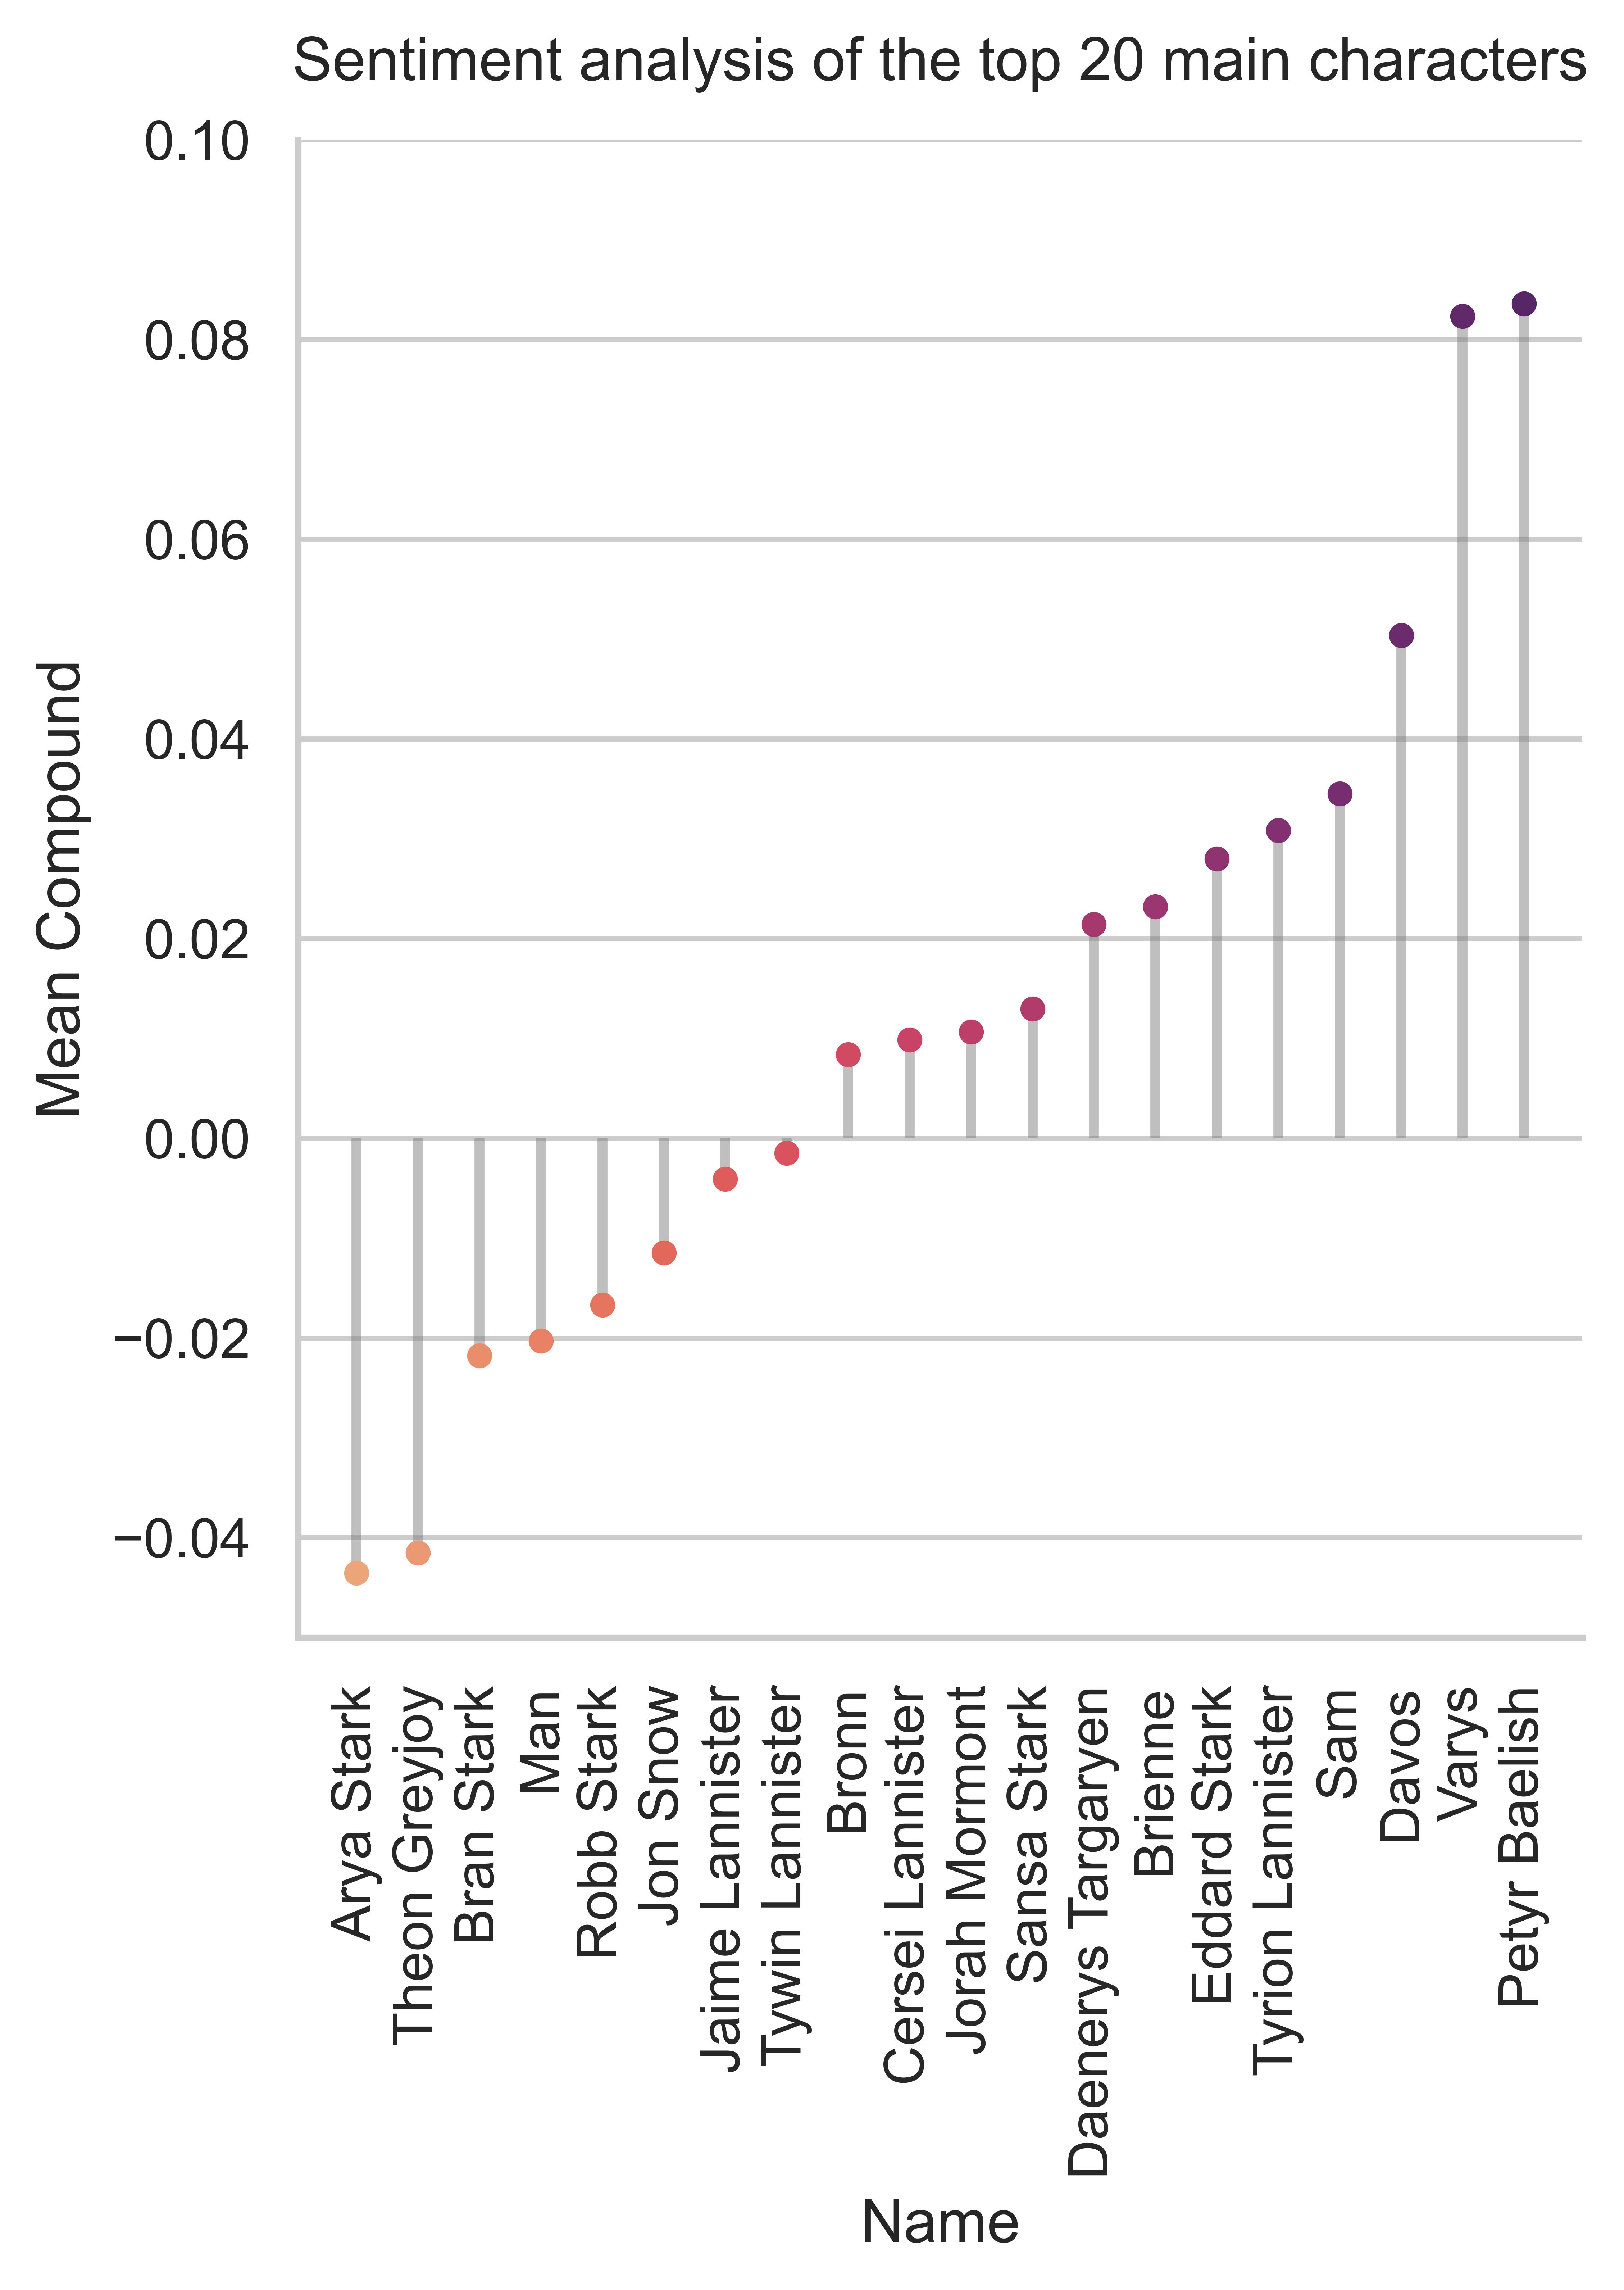 Sentiment analysis of the top 20 main characters
0.10
0.08
0.06
0.04
0.02
0.00
−0.02
−0.04
Mean Compound
Arya Stark
Theon Greyjoy
Bran Stark
Man
Robb Stark
Jon Snow
Jaime Lannister
Tywin Lannister
Bronn
Cersei Lannister
Jorah Mormont
Sansa Stark
Daenerys Targaryen
Brienne
Eddard Stark
Tyrion Lannister
Sam
Davos
Varys
Petyr Baelish
Name